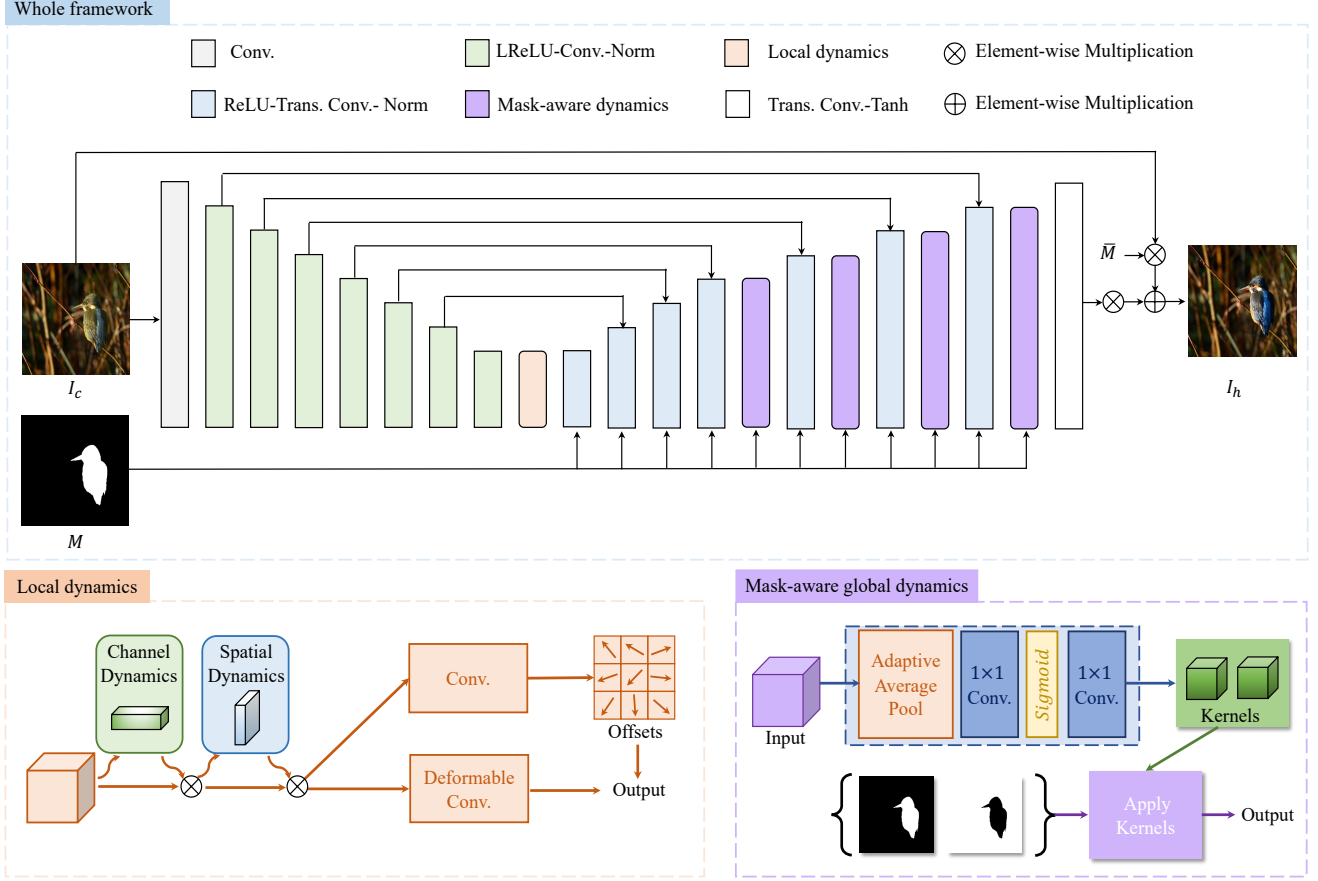 Whole framework
Conv.
LReLU-Conv.-Norm
Local dynamics
Element-wise Multiplication
ReLU-Trans. Conv.- Norm
Mask-aware dynamics
Trans. Conv.-Tanh
Element-wise Multiplication
M̅
I_c
I_h
M
Local dynamics
Channel
Dynamics
Spatial
Dynamics
Conv.
Offsets
Deformable
Conv.
Output
Mask-aware global dynamics
Input
Adaptive
Average
Pool
1×1
Conv.
Sigmoid
1×1
Conv.
Kernels
Apply
Kernels
Output